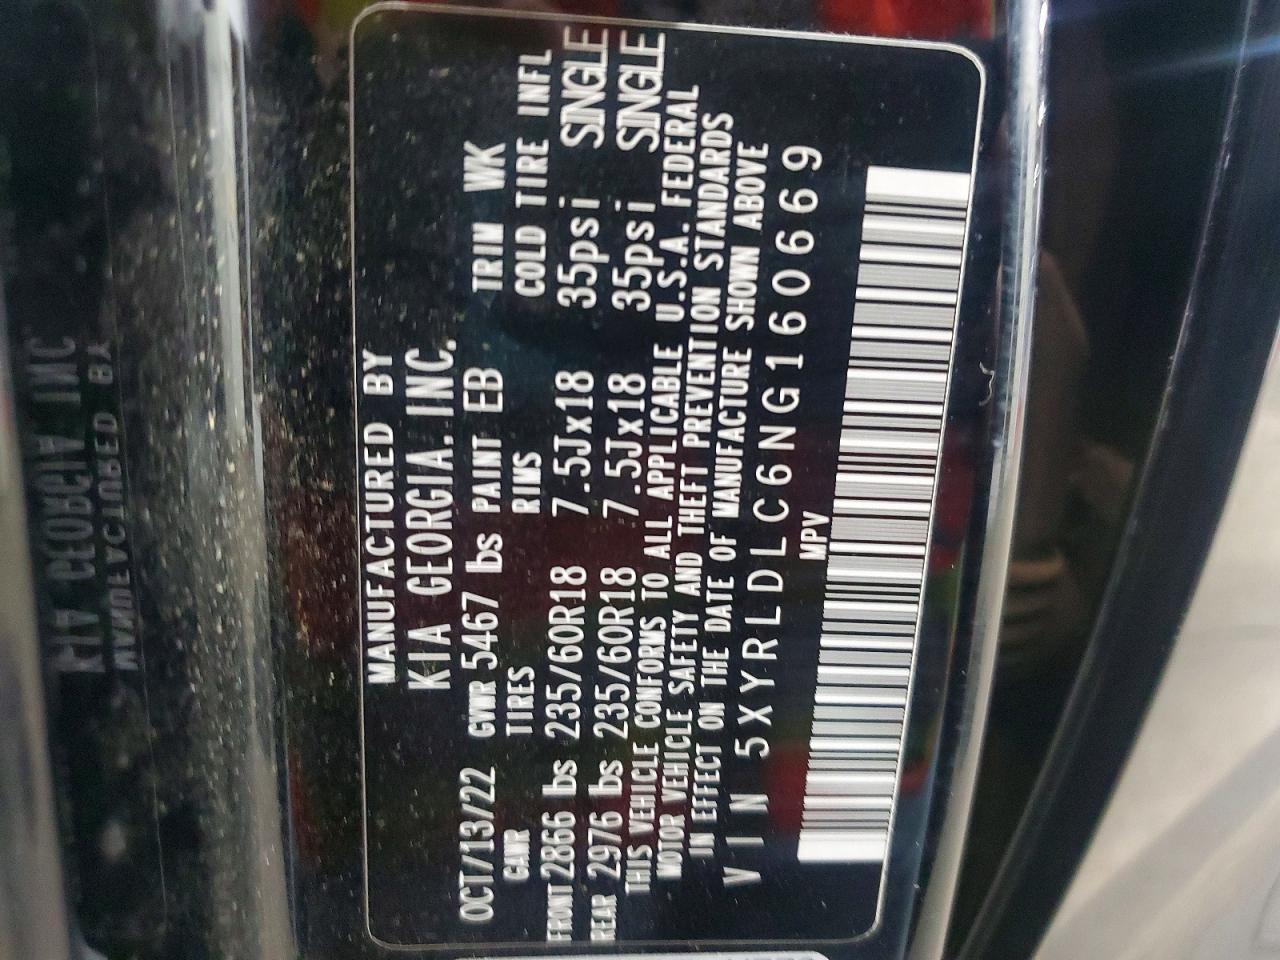 MANUFACTURED BY
KIA GEORGIA, INC.
OCT/13/22 GVWR 5467 lbs PAINT EB TRIM WK
GAWR TIRES RIMS COLD TIRE INFL
FRONT 2866 lbs 235/60R18 7.5Jx18 35psi SINGLE
REAR 2976 lbs 235/60R18 7.5Jx18 35psi SINGLE
THIS VEHICLE CONFORMS TO ALL APPLICABLE U.S.A. FEDERAL
MOTOR VEHICLE SAFETY AND THEFT PREVENTION STANDARDS
IN EFFECT ON THE DATE OF MANUFACTURE SHOWN ABOVE
VIN 5XYRLDLC6NG160669
MPV